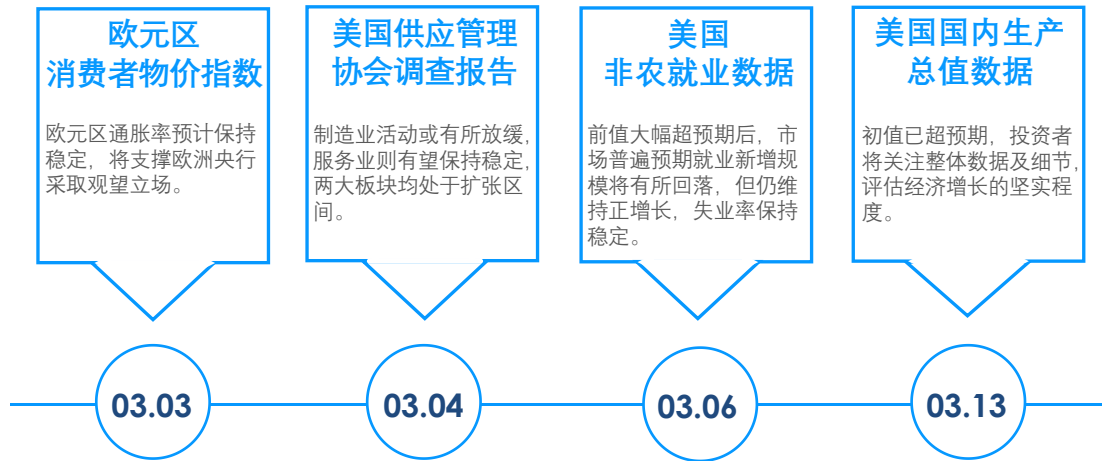 欧元区
消费者物价指数
欧元区通胀率预计保持
稳定，将支撑欧洲央行
采取观望立场。
03.03
美国供应管理
协会调查报告
制造业活动或有所放缓，
服务业则有望保持稳定，
两大板块均处于扩张区
间。
03.04
美国
非农就业数据
前值大幅超预期后，市
场普遍预期就业新增规
模将有所回落，但仍维
持正增长，失业率保持
稳定。
03.06
美国国内生产
总值数据
初值已超预期，投资者
将关注整体数据及细节，
评估经济增长的坚实程
度。
03.13